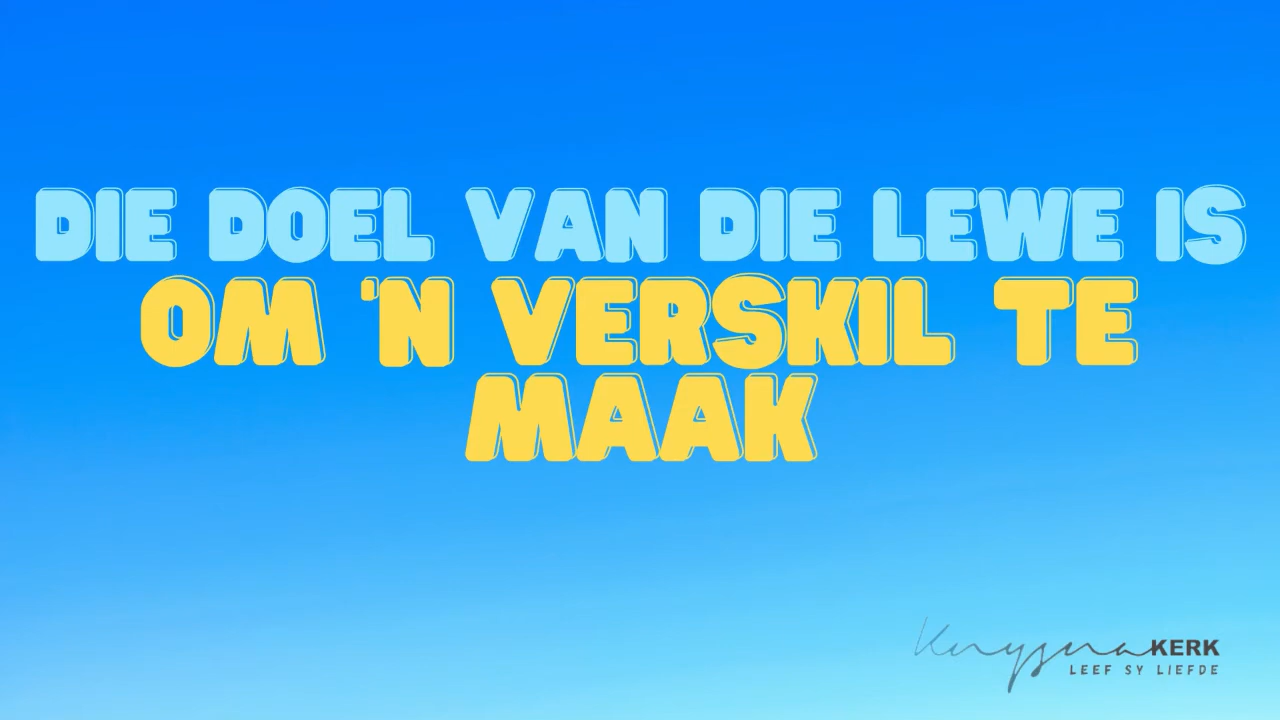 DIE DOEL VAN DIE LEWE IS
OM 'N VERSKIL TE
MAAK
KnysnaKERK
LEEF SY LIEFDE